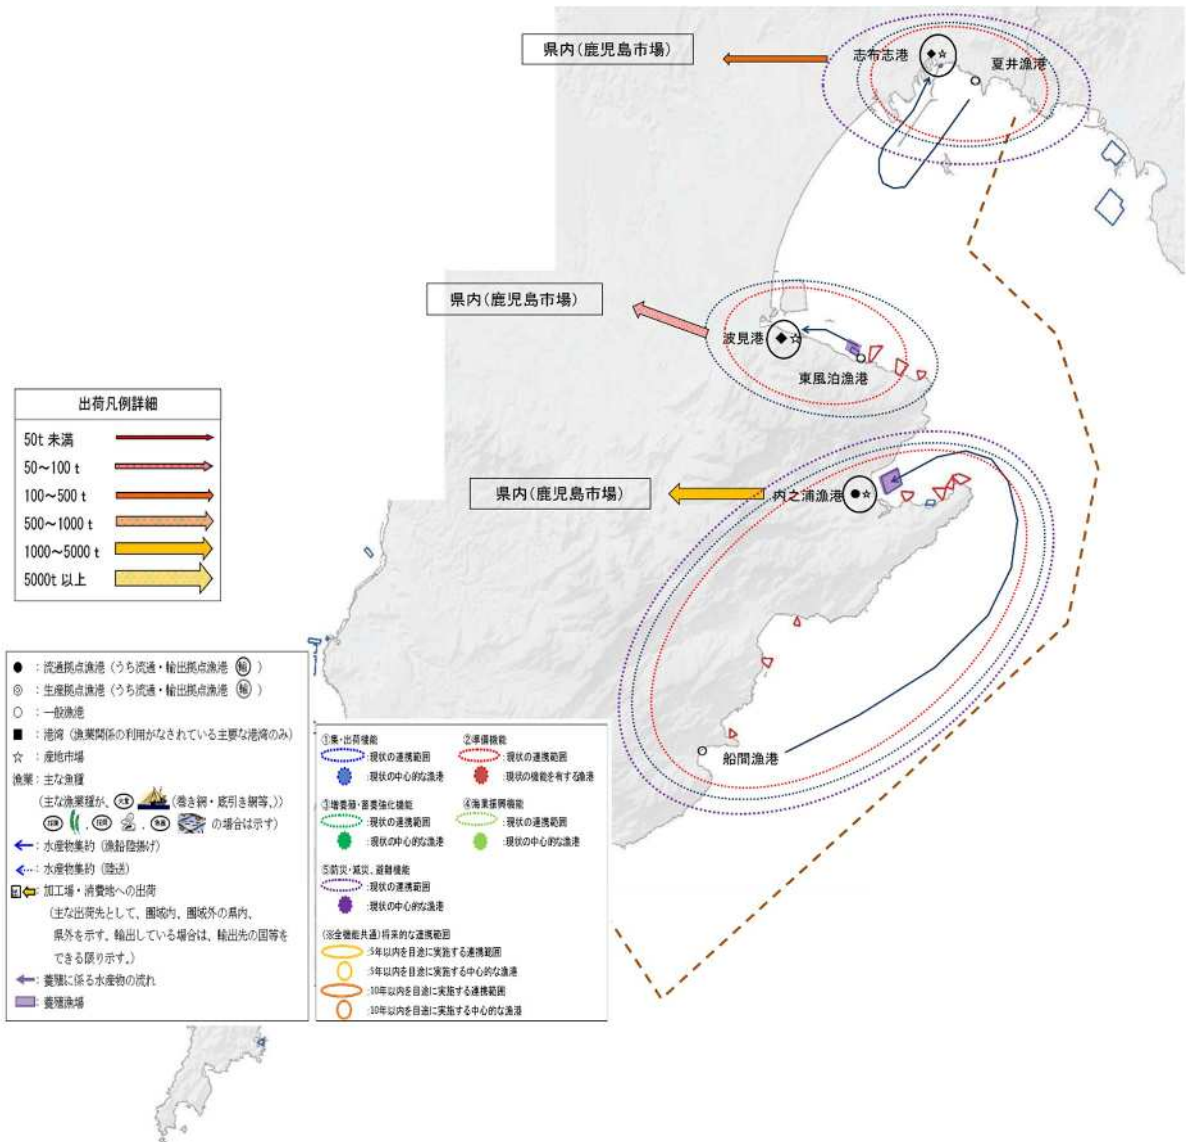 県内(鹿児島市場)
志布志港
夏井漁港
県内(鹿児島市場)
波見港
東風泊漁港
県内(鹿児島市場)
内之浦漁港
船間漁港
出荷凡例詳細
50t 未満
50～100 t
100～500 t
500～1000 t
1000～5000 t
5000t 以上
：流通拠点漁港（うち流通・輸出拠点漁港 輸 ）
：生産拠点漁港（うち流通・輸出拠点漁港 輸 ）
：一般漁港
：港湾（漁業関係の利用がなされている主要な港湾のみ）
：産地市場
漁業：主な魚種
（主な漁業種が、 （巻き網・底引き網等、））
の場合は示す）
：水産物集約（漁船陸揚げ）
：水産物集約（陸送）
：加工場・消費地への出荷
（主な出荷先として、圏域内、圏域外の県内、
県外を示す。輸出している場合は、輸出先の国等を
できる限り示す。）
：養殖に係る水産物の流れ
：養殖漁場
①集・出荷機能
：現状の連携範囲
：現状の中心的な漁港
②準備機能
：現状の連携範囲
：現状の機能を有する漁港
③増養殖・蓄養強化機能
：現状の連携範囲
：現状の中心的な漁港
④海業振興機能
：現状の連携範囲
：現状の中心的な漁港
⑤防災・減災、避難機能
：現状の連携範囲
：現状の中心的な漁港
(※全機能共通)将来的な連携範囲
：5年以内を目途に実施する連携範囲
：5年以内を目途に実施する中心的な漁港
：10年以内を目途に実施する連携範囲
：10年以内を目途に実施する中心的な漁港